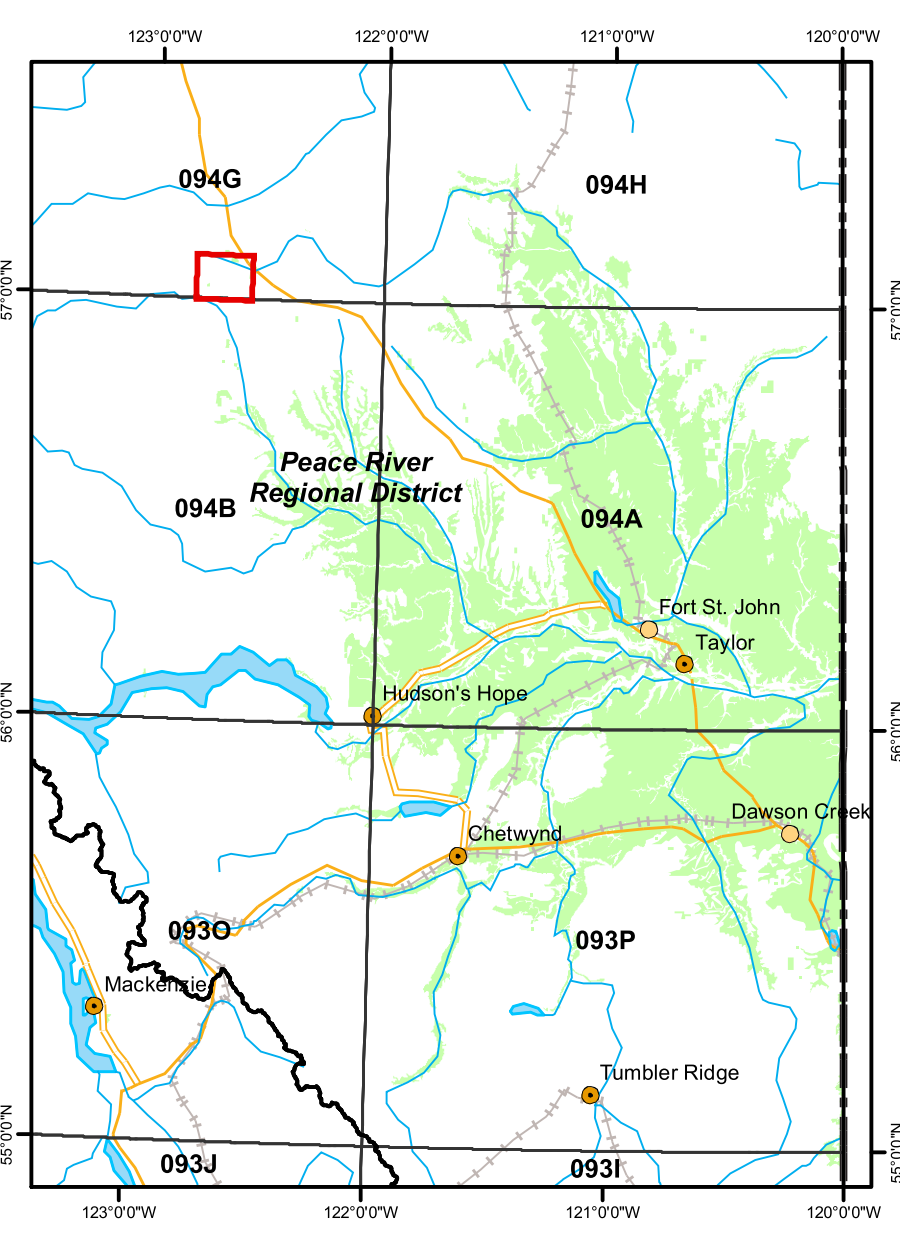 123°0'0"W
122°0'0"W
121°0'0"W
120°0'0"W
094G
094H
57°0'0"N
57°0'0"N
Peace River
Regional District
094B
094A
Fort St. John
Taylor
Hudson's Hope
56°0'0"N
56°0'0"N
Dawson Creek
Chetwynd
093O
093P
Mackenzie
Tumbler Ridge
55°0'0"N
55°0'0"N
093J
093I
123°0'0"W
122°0'0"W
121°0'0"W
120°0'0"W